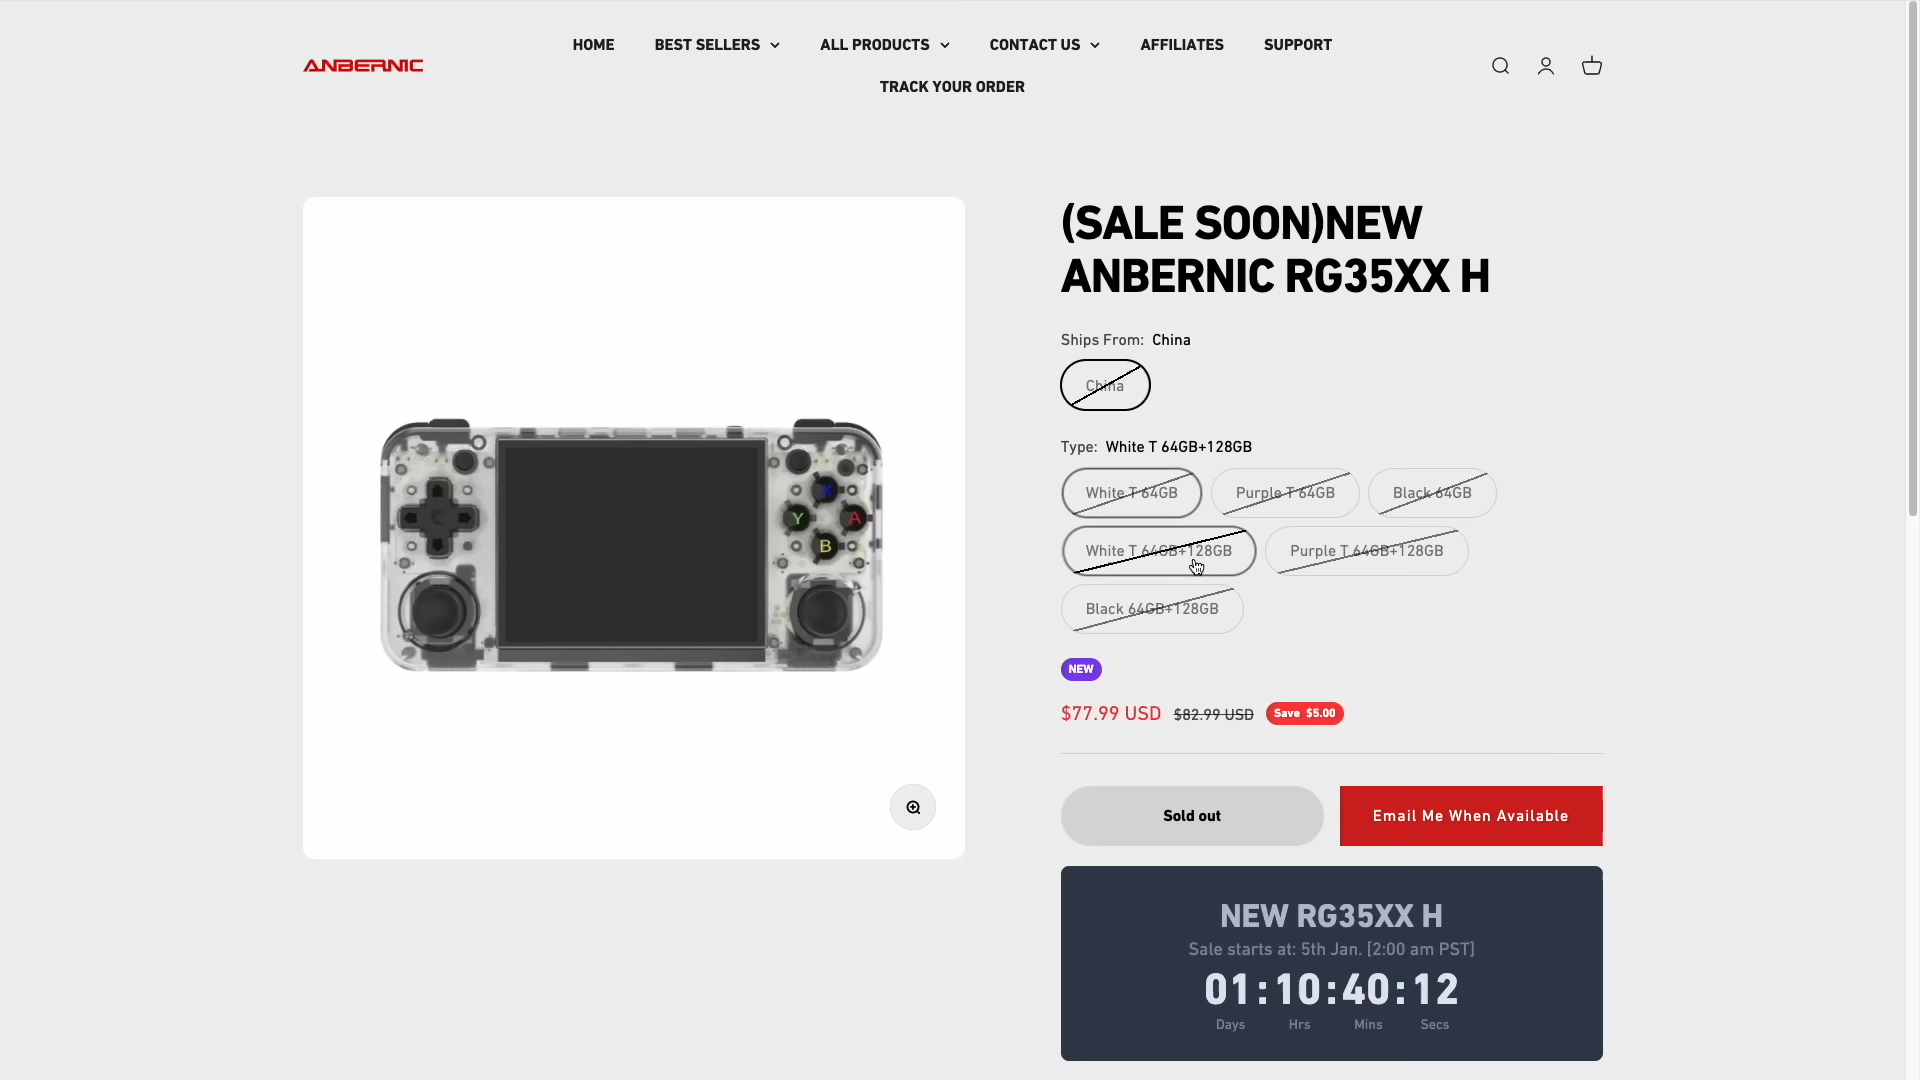 HOME
BEST SELLERS
ALL PRODUCTS
CONTACT US
AFFILIATES
SUPPORT
ANBERNIC
TRACK YOUR ORDER
(SALE SOON)NEW
ANBERNIC RG35XX H
Ships From: China
China
Type: White T 64GB+128GB
White T 64GB
Purple T 64GB
Black 64GB
White T 64GB+128GB
Purple T 64GB+128GB
Black 64GB+128GB
X
Y
A
B
NEW
$77.99 USD $82.99 USD Save $5.00
Sold out
Email Me When Available
NEW RG35XX H
Sale starts at: 5th Jan. [2:00 am PST]
01:10:40:12
Days Hrs Mins Secs